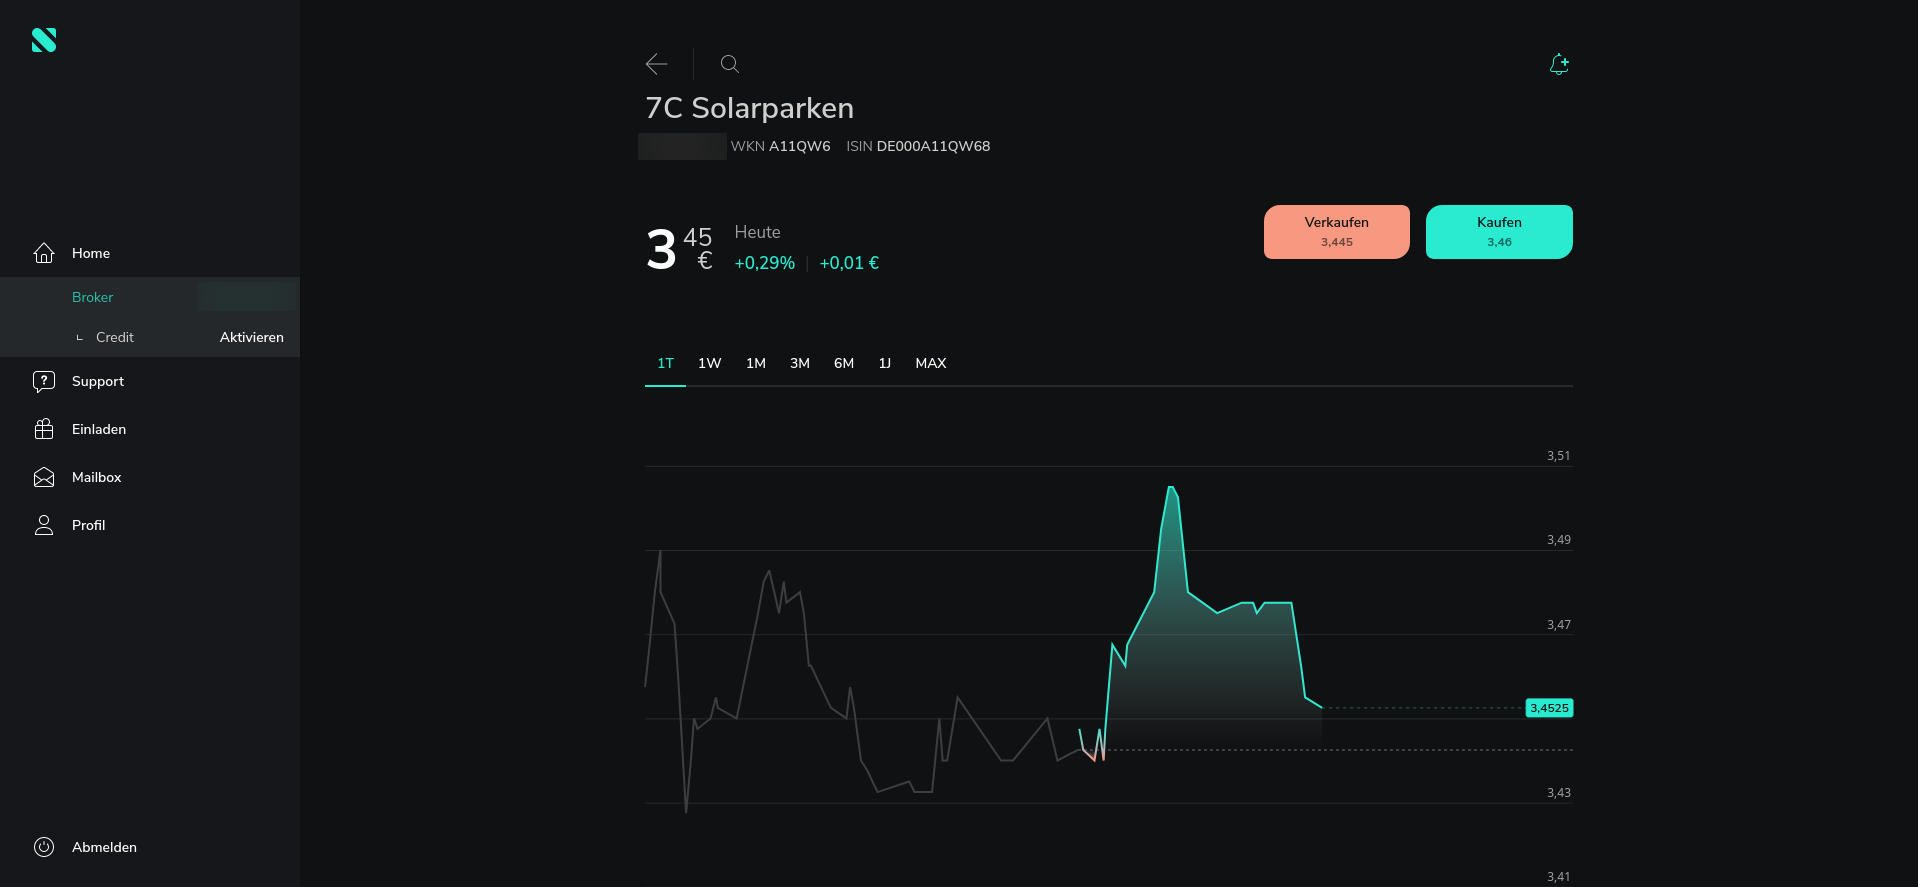 7C Solarparken
WKN A11QW6 ISIN DE000A11QW68
3 45 €
Heute
+0,29% +0,01 €
Verkaufen
3,445
Kaufen
3,46
Home
Broker
Credit Aktivieren
Support
Einladen
Mailbox
Profil
Abmelden
1T 1W 1M 3M 6M 1J MAX
3,51
3,49
3,47
3,4525
3,43
3,41